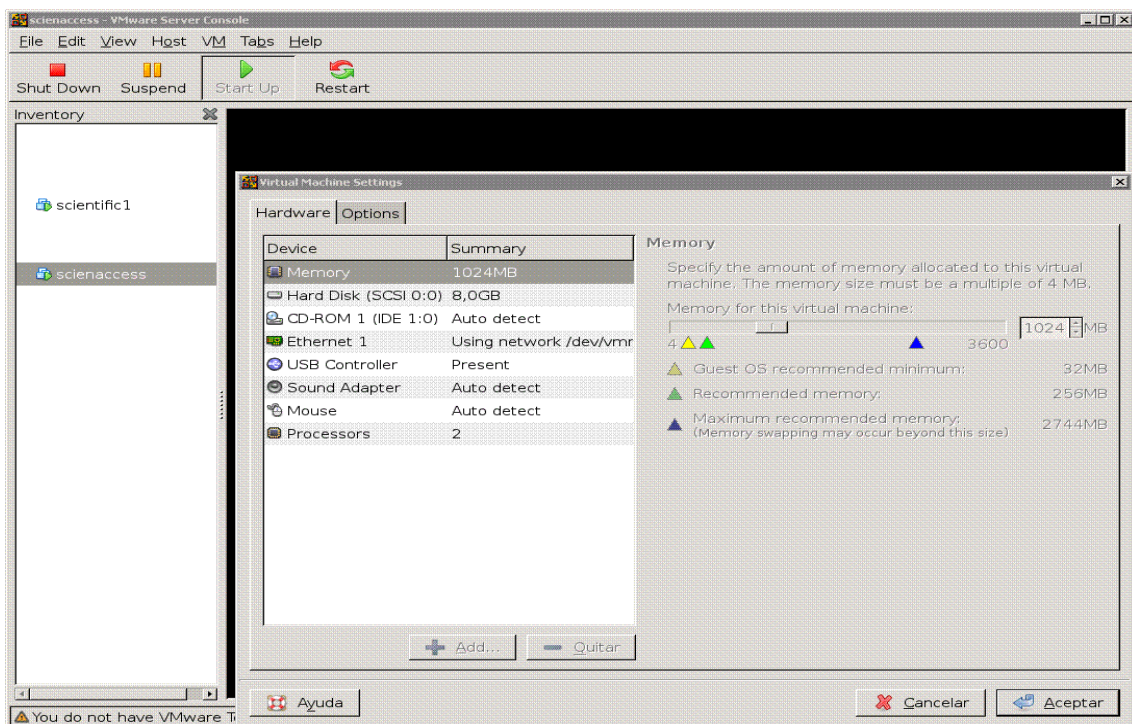 scienaccess - VMware Server Console
File Edit View Host VM Tabs Help
Shut Down Suspend Start Up Restart
Inventory
scientific1
scienaccess
Virtual Machine Settings
Hardware Options
Device Summary
Memory 1024MB
Hard Disk (SCSI 0:0) 8,0GB
CD-ROM 1 (IDE 1:0) Auto detect
Ethernet 1 Using network /dev/vmr
USB Controller Present
Sound Adapter Auto detect
Mouse Auto detect
Processors 2
Add... Quitar
Memory
Specify the amount of memory allocated to this virtual
machine. The memory size must be a multiple of 4 MB.
Memory for this virtual machine:
1024 MB
4 3600
Guest OS recommended minimum: 32MB
Recommended memory: 256MB
Maximum recommended memory: 2744MB
(Memory swapping may occur beyond this size)
Ayuda Cancelar Aceptar
You do not have VMware T